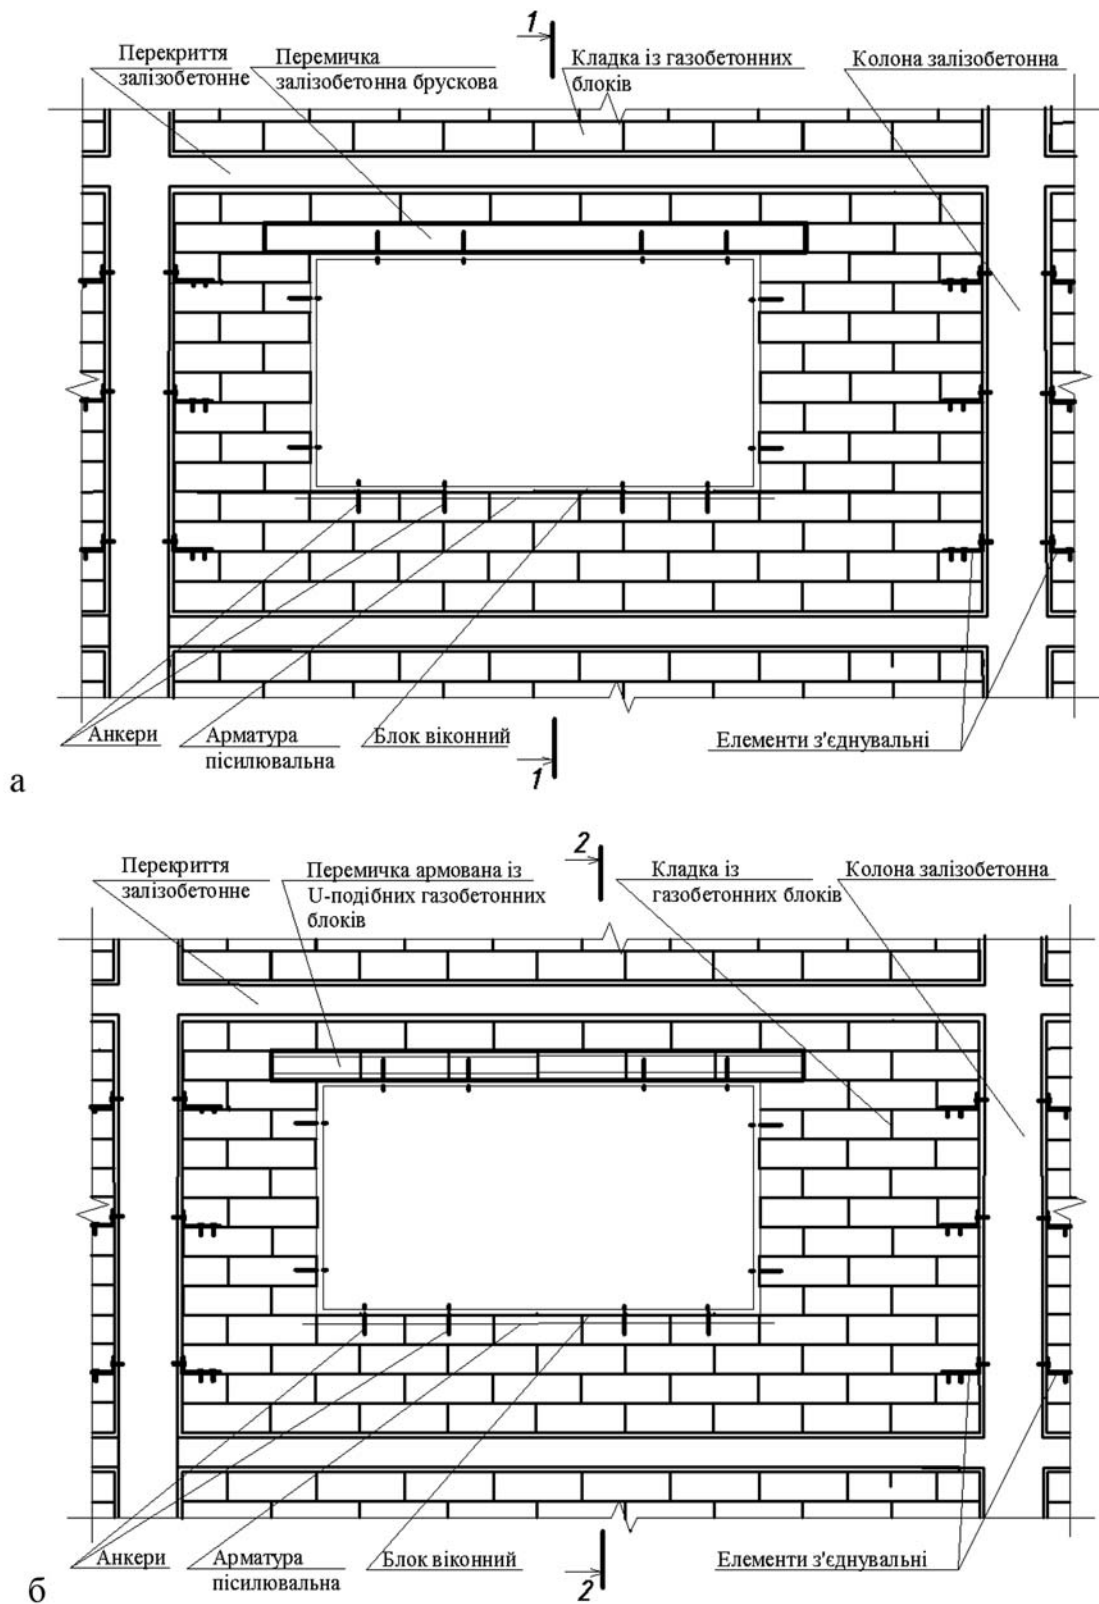 1
Перекриття
залізобетонне
Перемичка
залізобетонна брускова
Кладка із газобетонних
блоків
Колона залізобетонна
Анкери
Арматура
пісилювальна
Блок віконний
Елементи з'єднувальні
1
а
2
Перекриття
залізобетонне
Перемичка армована із
U-подібних газобетонних
блоків
Кладка із
газобетонних блоків
Колона залізобетонна
Анкери
Арматура
пісилювальна
Блок віконний
Елементи з'єднувальні
2
б